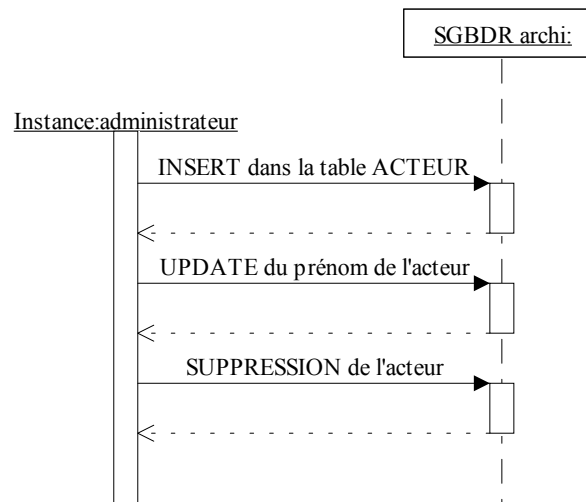 SGBDR archi:
Instance:administrateur
INSERT dans la table ACTEUR
UPDATE du prénom de l'acteur
SUPPRESSION de l'acteur